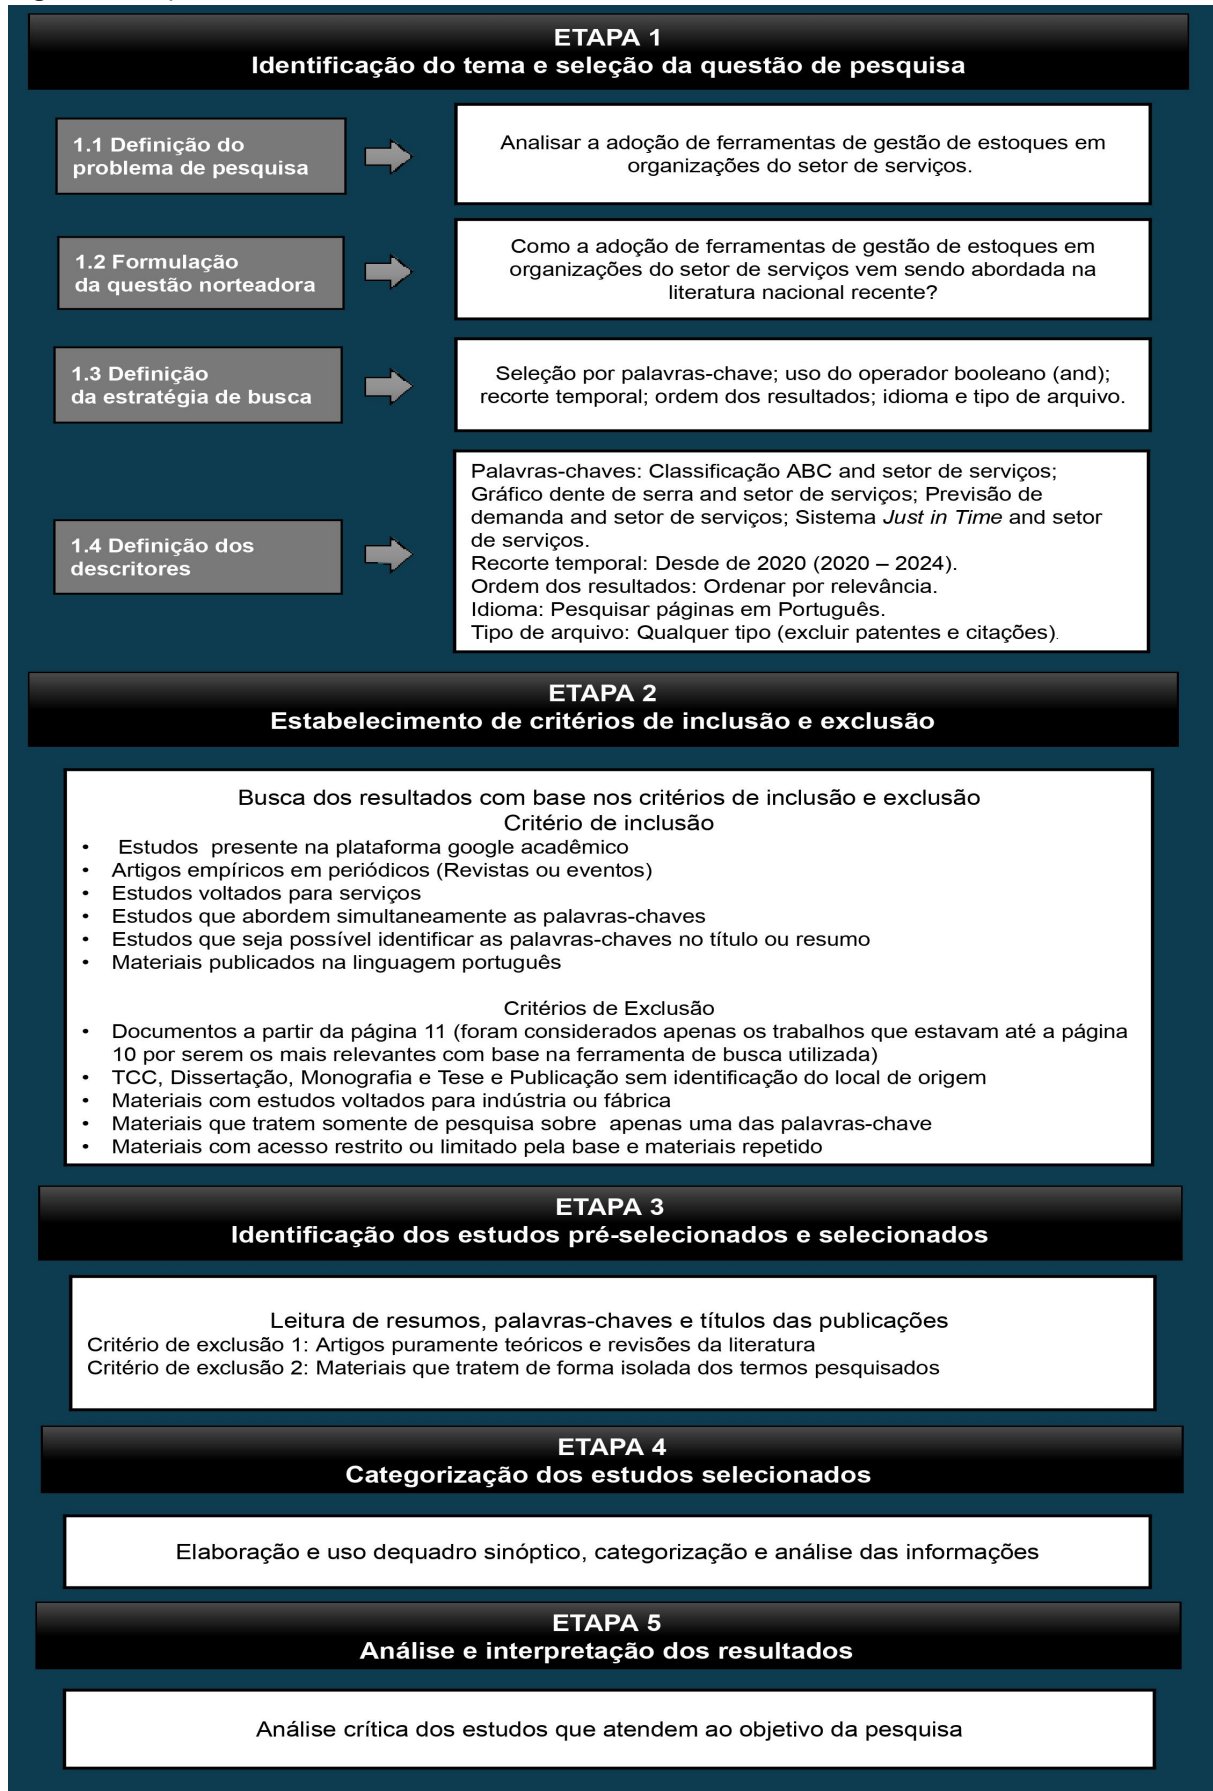 ETAPA 1
Identificação do tema e seleção da questão de pesquisa
1.1 Definição do
problema de pesquisa
Analisar a adoção de ferramentas de gestão de estoques em
organizações do setor de serviços.
1.2 Formulação
da questão norteadora
Como a adoção de ferramentas de gestão de estoques em
organizações do setor de serviços vem sendo abordada na
literatura nacional recente?
1.3 Definição
da estratégia de busca
Seleção por palavras-chave; uso do operador booleano (and);
recorte temporal; ordem dos resultados; idioma e tipo de arquivo.
1.4 Definição dos
descritores
Palavras-chaves: Classificação ABC and setor de serviços;
Gráfico dente de serra and setor de serviços; Previsão de
demanda and setor de serviços; Sistema Just in Time and setor
de serviços.
Recorte temporal: Desde de 2020 (2020 – 2024).
Ordem dos resultados: Ordenar por relevância.
Idioma: Pesquisar páginas em Português.
Tipo de arquivo: Qualquer tipo (excluir patentes e citações).
ETAPA 2
Estabelecimento de critérios de inclusão e exclusão
Busca dos resultados com base nos critérios de inclusão e exclusão
Critério de inclusão
• Estudos presente na plataforma google acadêmico
• Artigos empíricos em periódicos (Revistas ou eventos)
• Estudos voltados para serviços
• Estudos que abordem simultaneamente as palavras-chaves
• Estudos que seja possível identificar as palavras-chaves no título ou resumo
• Materiais publicados na linguagem português
Critérios de Exclusão
• Documentos a partir da página 11 (foram considerados apenas os trabalhos que estavam até a página
10 por serem os mais relevantes com base na ferramenta de busca utilizada)
• TCC, Dissertação, Monografia e Tese e Publicação sem identificação do local de origem
• Materiais com estudos voltados para indústria ou fábrica
• Materiais que tratem somente de pesquisa sobre apenas uma das palavras-chave
• Materiais com acesso restrito ou limitado pela base e materiais repetido
ETAPA 3
Identificação dos estudos pré-selecionados e selecionados
Leitura de resumos, palavras-chaves e títulos das publicações
Critério de exclusão 1: Artigos puramente teóricos e revisões da literatura
Critério de exclusão 2: Materiais que tratem de forma isolada dos termos pesquisados
ETAPA 4
Categorização dos estudos selecionados
Elaboração e uso dequadro sinóptico, categorização e análise das informações
ETAPA 5
Análise e interpretação dos resultados
Análise crítica dos estudos que atendem ao objetivo da pesquisa